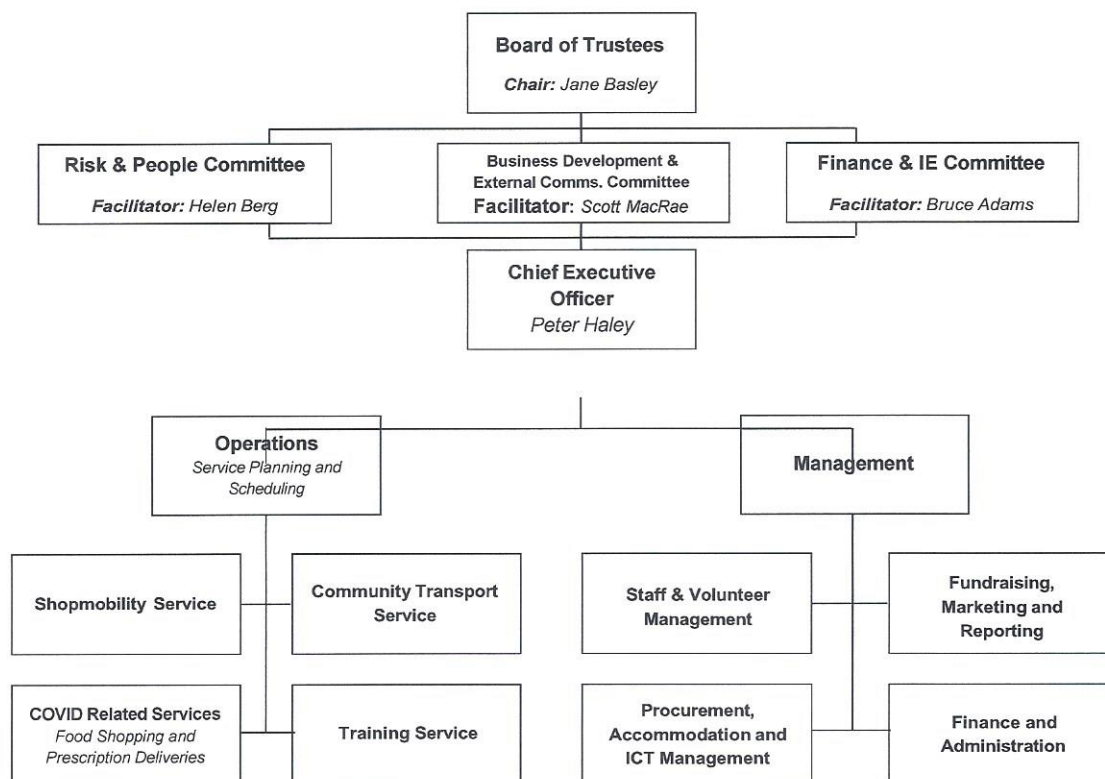 Board of Trustees
Chair: Jane Basley
Risk & People Committee
Facilitator: Helen Berg
Business Development &
External Comms. Committee
Facilitator: Scott MacRae
Finance & IE Committee
Facilitator: Bruce Adams
Chief Executive
Officer
Peter Haley
Operations
Service Planning and
Scheduling
Management
Shopmobility Service
Community Transport
Service
Staff & Volunteer
Management
Fundraising,
Marketing and
Reporting
COVID Related Services
Food Shopping and
Prescription Deliveries
Training Service
Procurement,
Accommodation and
ICT Management
Finance and
Administration